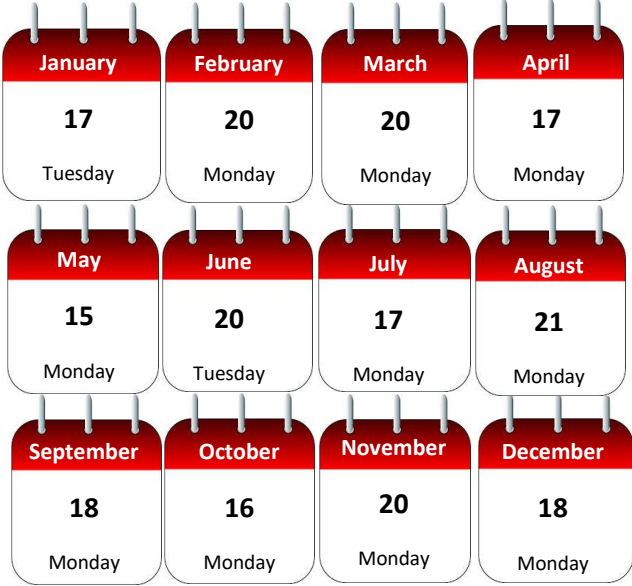 January February March April
17 20 20 17
Tuesday Monday Monday Monday
May June July August
15 20 17 21
Monday Tuesday Monday Monday
September October November December
18 16 20 18
Monday Monday Monday Monday